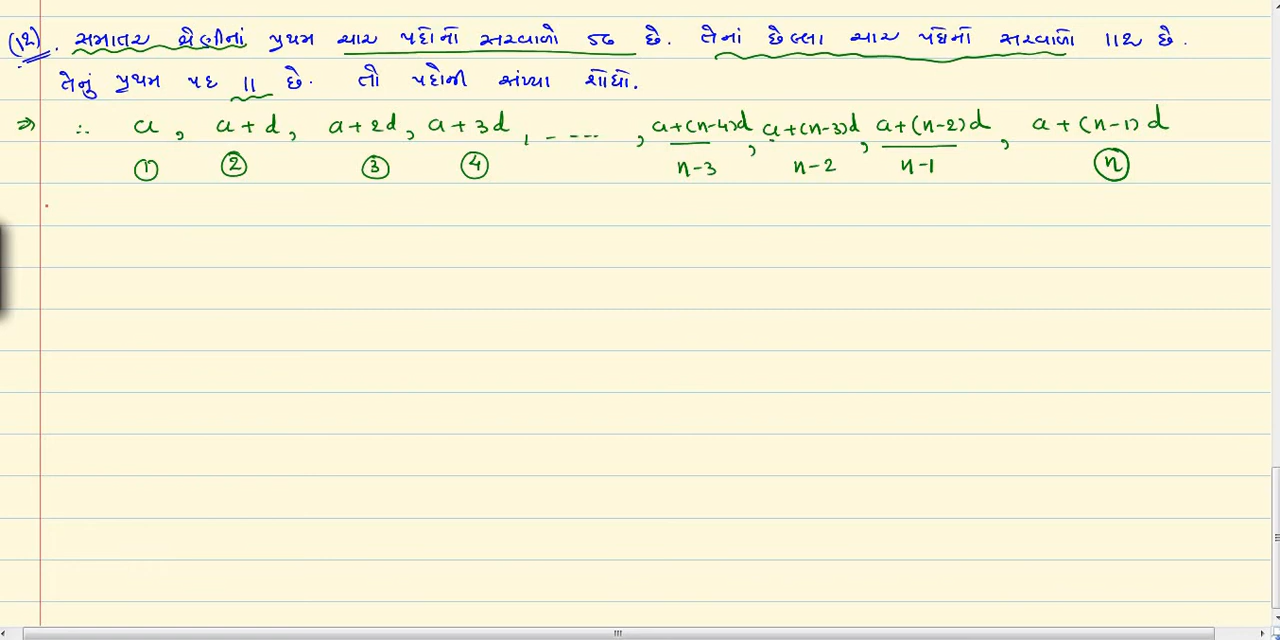 (૧૨). સમાંતર શ્રેણીનાં પ્રથમ ચાર પદોનો સરવાળો ૫૬ છે. તેનાં છેલ્લા ચાર પદોનો સરવાળો ૧૧૨ છે.
તેનું પ્રથમ પદ ૧૧ છે. તો પદોની સંખ્યા શોધો.
⇒ ∴ a , a + d , a + 2d , a + 3d , - --- , a + (n-4)d , a + (n-3)d , a + (n-2)d , a + (n-1) d
① ② ③ ④ n-3 n-2 n-1 ⓝ